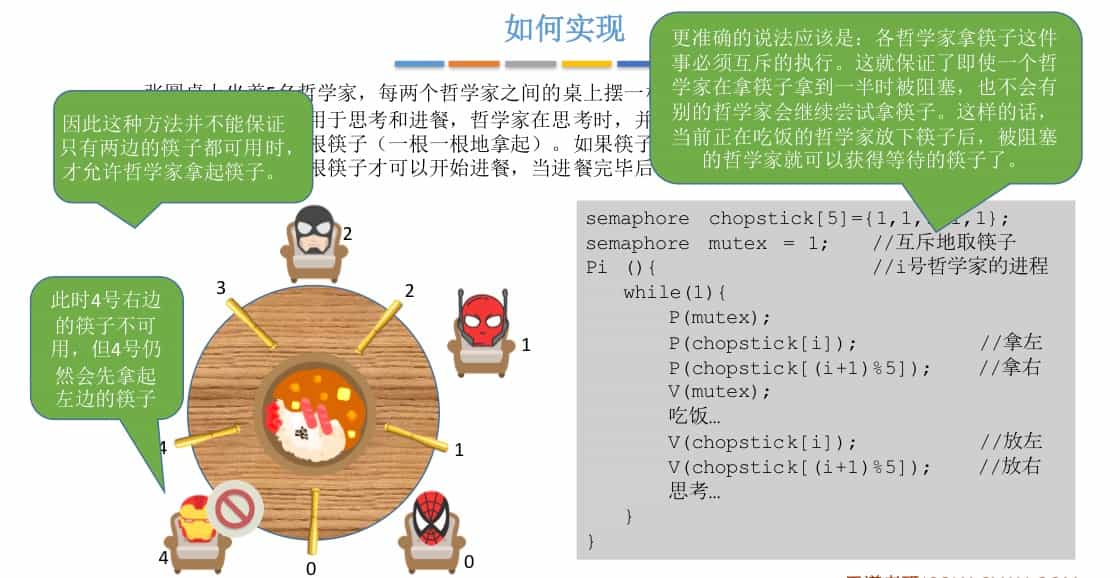 如何实现
更准确的说法应该是：各哲学家拿筷子这件
事必须互斥的执行。这就保证了即使一个哲
学家在拿筷子拿到一半时被阻塞，也不会有
别的哲学家会继续尝试拿筷子。这样的话，
当前正在吃饭的哲学家放下筷子后，被阻塞
的哲学家就可以获得等待的筷子了。
张圆桌上坐着5名哲学家，每两个哲学家之间的桌上摆一
用于思考和进餐，哲学家在思考时，并
根筷子（一根一根地拿起）。如果筷子
根筷子才可以开始进餐，当进餐完毕后
因此这种方法并不能保证
只有两边的筷子都可用时，
才允许哲学家拿起筷子。
此时4号右边
的筷子不可
用，但4号仍
然会先拿起
左边的筷子
2
3
2
1
4
1
4
0
0
semaphore chopstick[5]={1,1,1,1};
semaphore mutex = 1; //互斥地取筷子
Pi (){ //i号哲学家的进程
while(1){
P(mutex);
P(chopstick[i]); //拿左
P(chopstick[(i+1)%5]); //拿右
V(mutex);
吃饭…
V(chopstick[i]); //放左
V(chopstick[(i+1)%5]); //放右
思考…
}
}